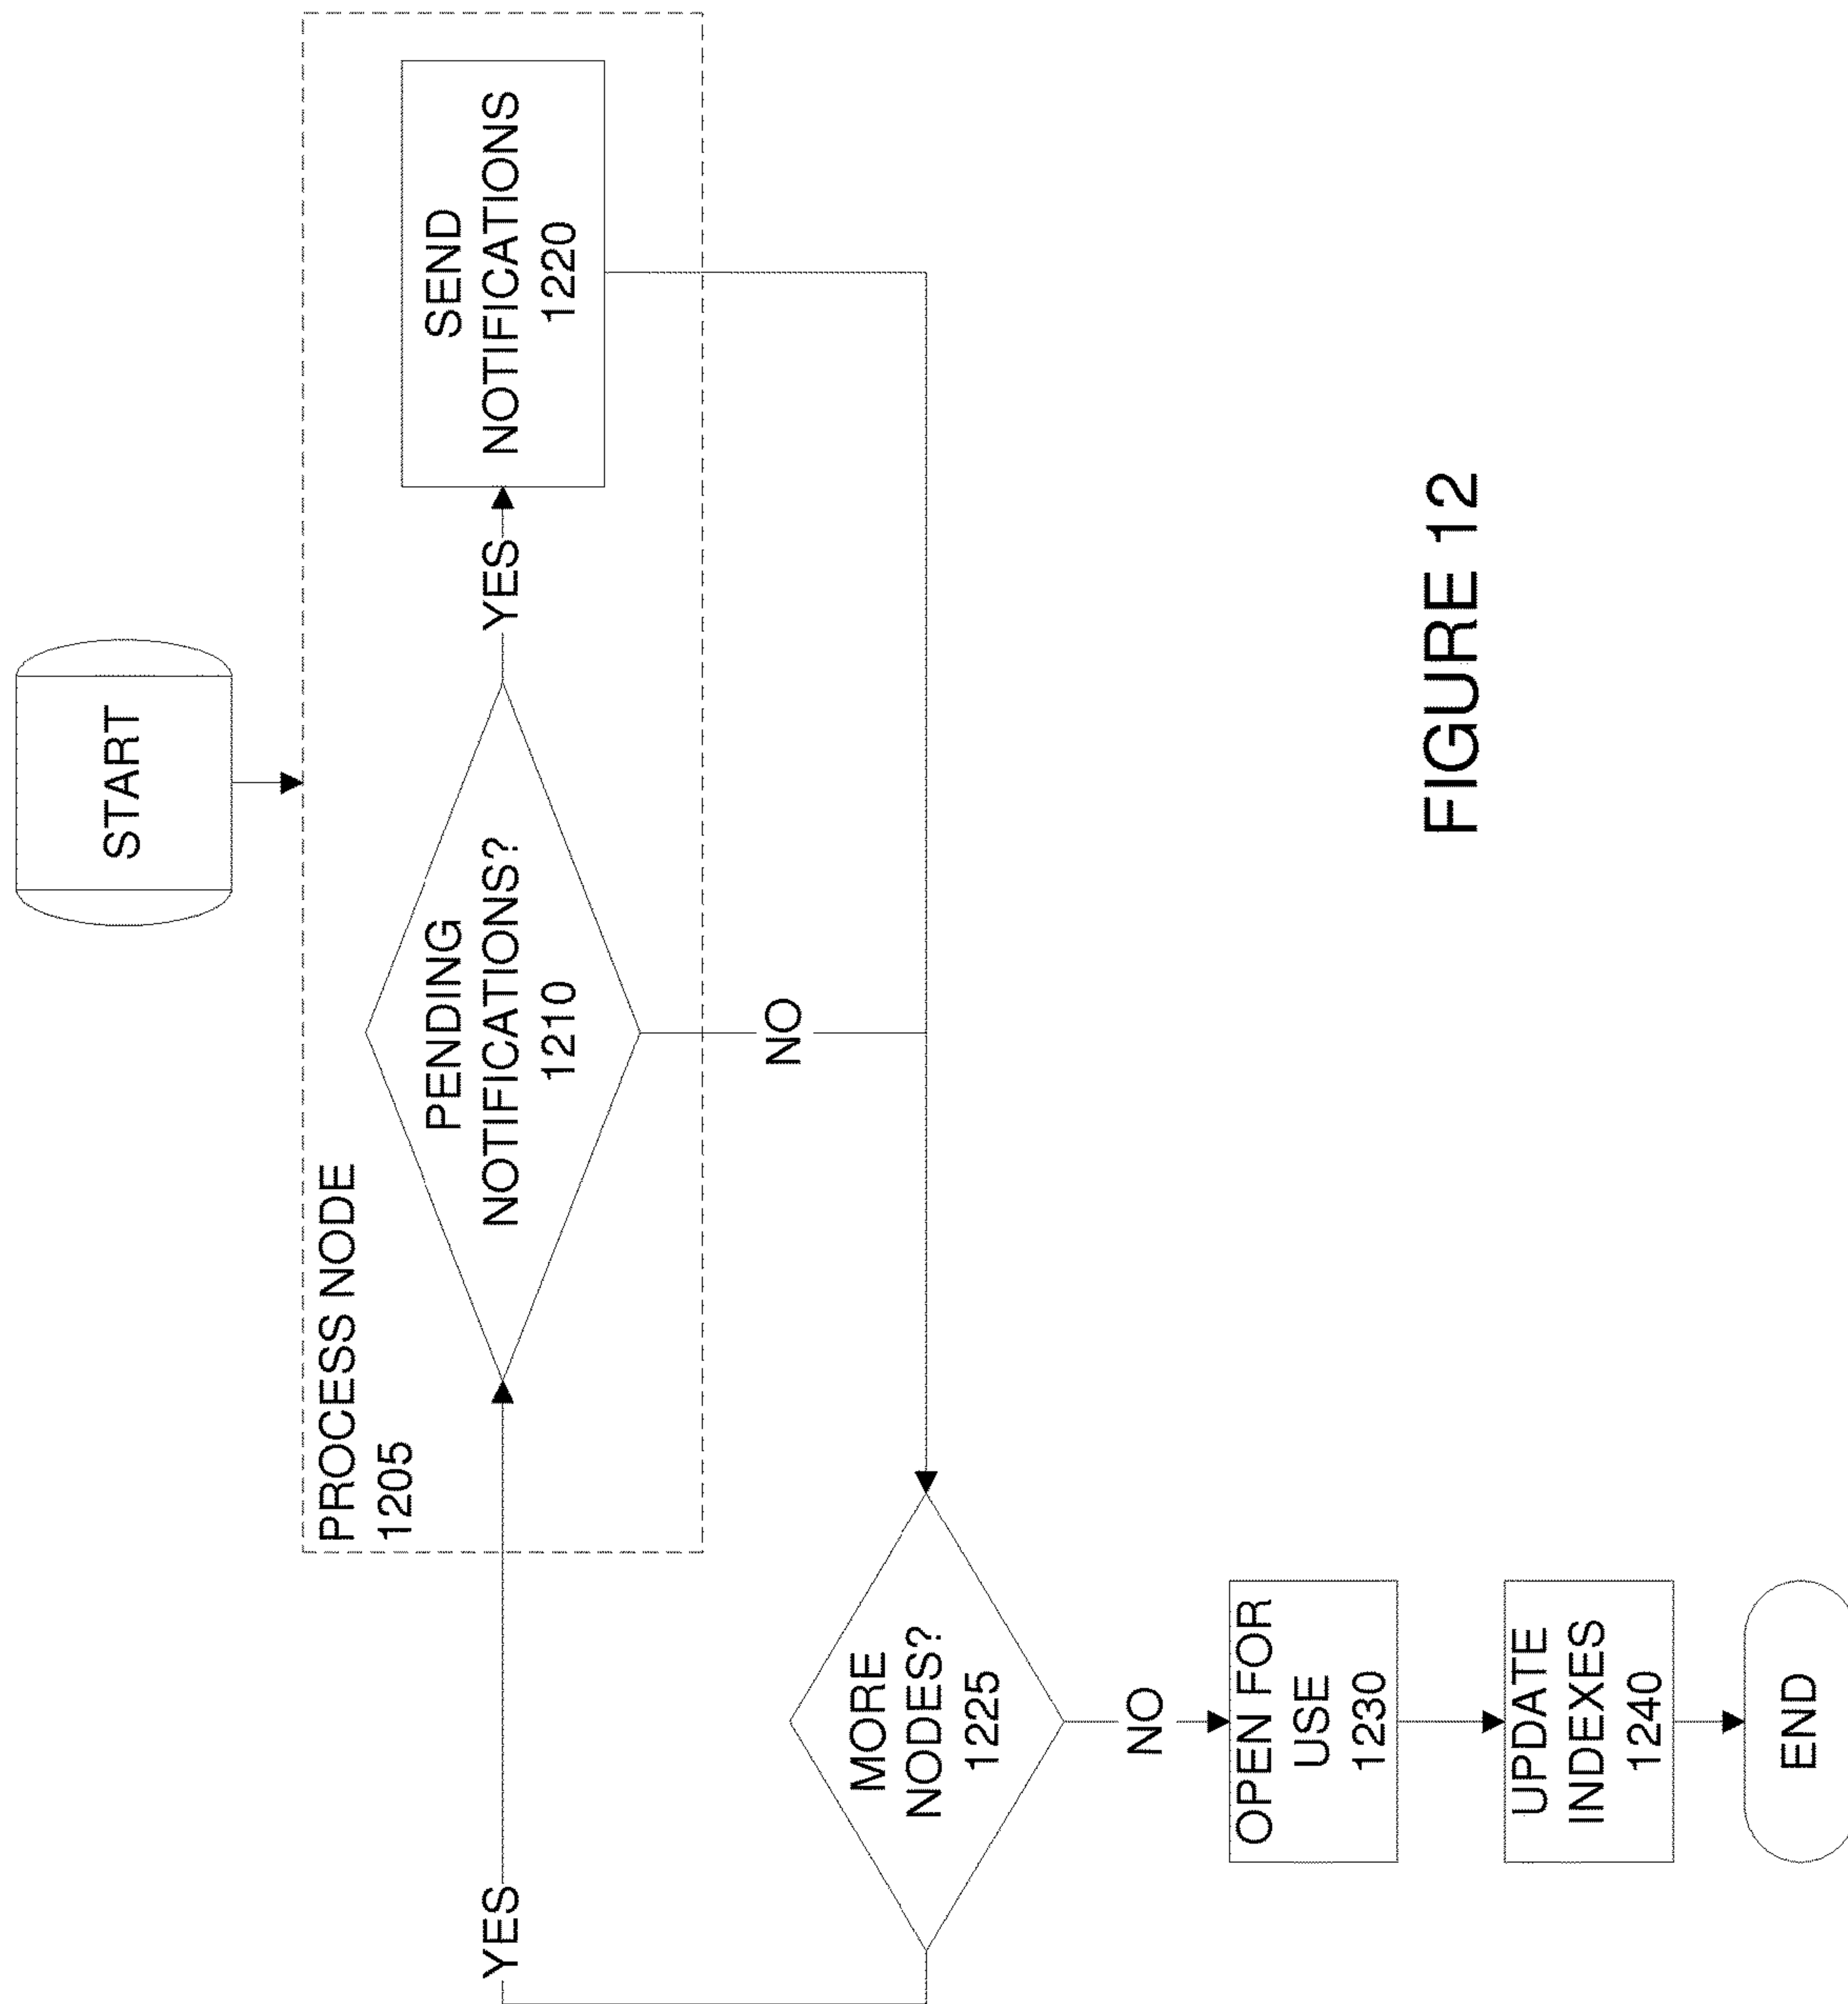 START
PROCESS NODE
1205
PENDING
NOTIFICATIONS?
1210
YES
SEND
NOTIFICATIONS
1220
NO
YES
MORE
NODES?
1225
NO
OPEN FOR
USE
1230
UPDATE
INDEXES
1240
END
FIGURE 12